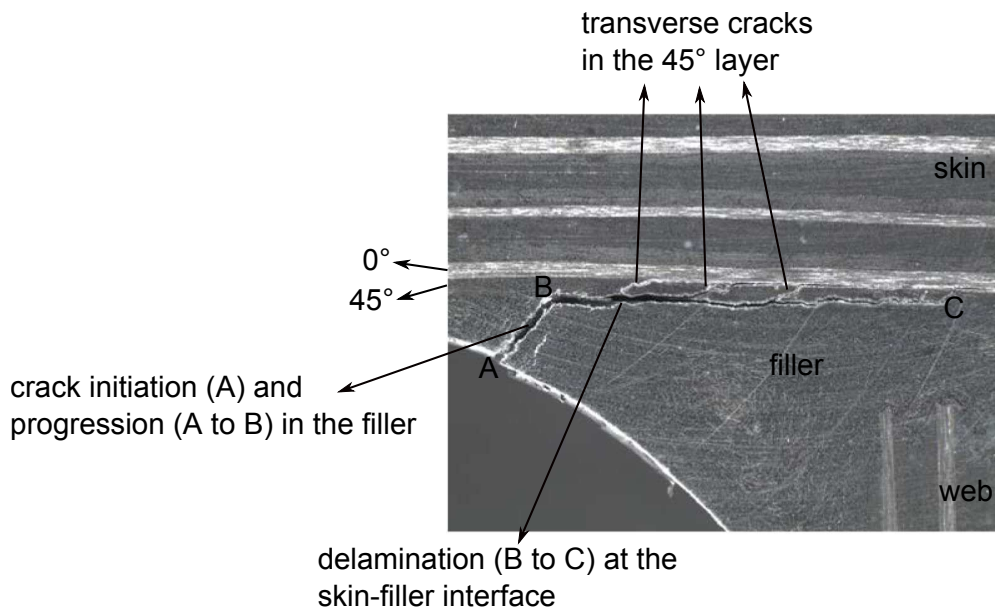 transverse cracks
in the 45° layer
skin
0°
45°
B
C
A
filler
crack initiation (A) and
progression (A to B) in the filler
web
delamination (B to C) at the
skin-filler interface